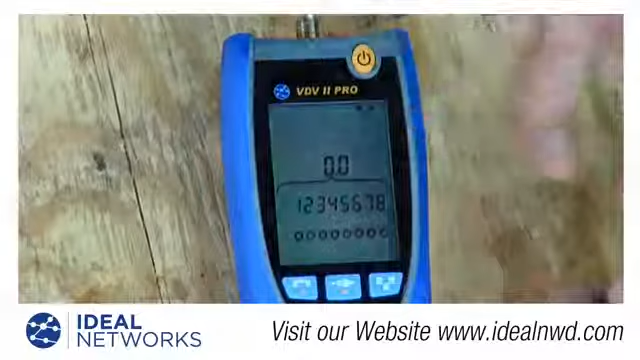 VDV II PRO
0.0
12345678
IDEAL
NETWORKS
Visit our Website www.idealnwd.com